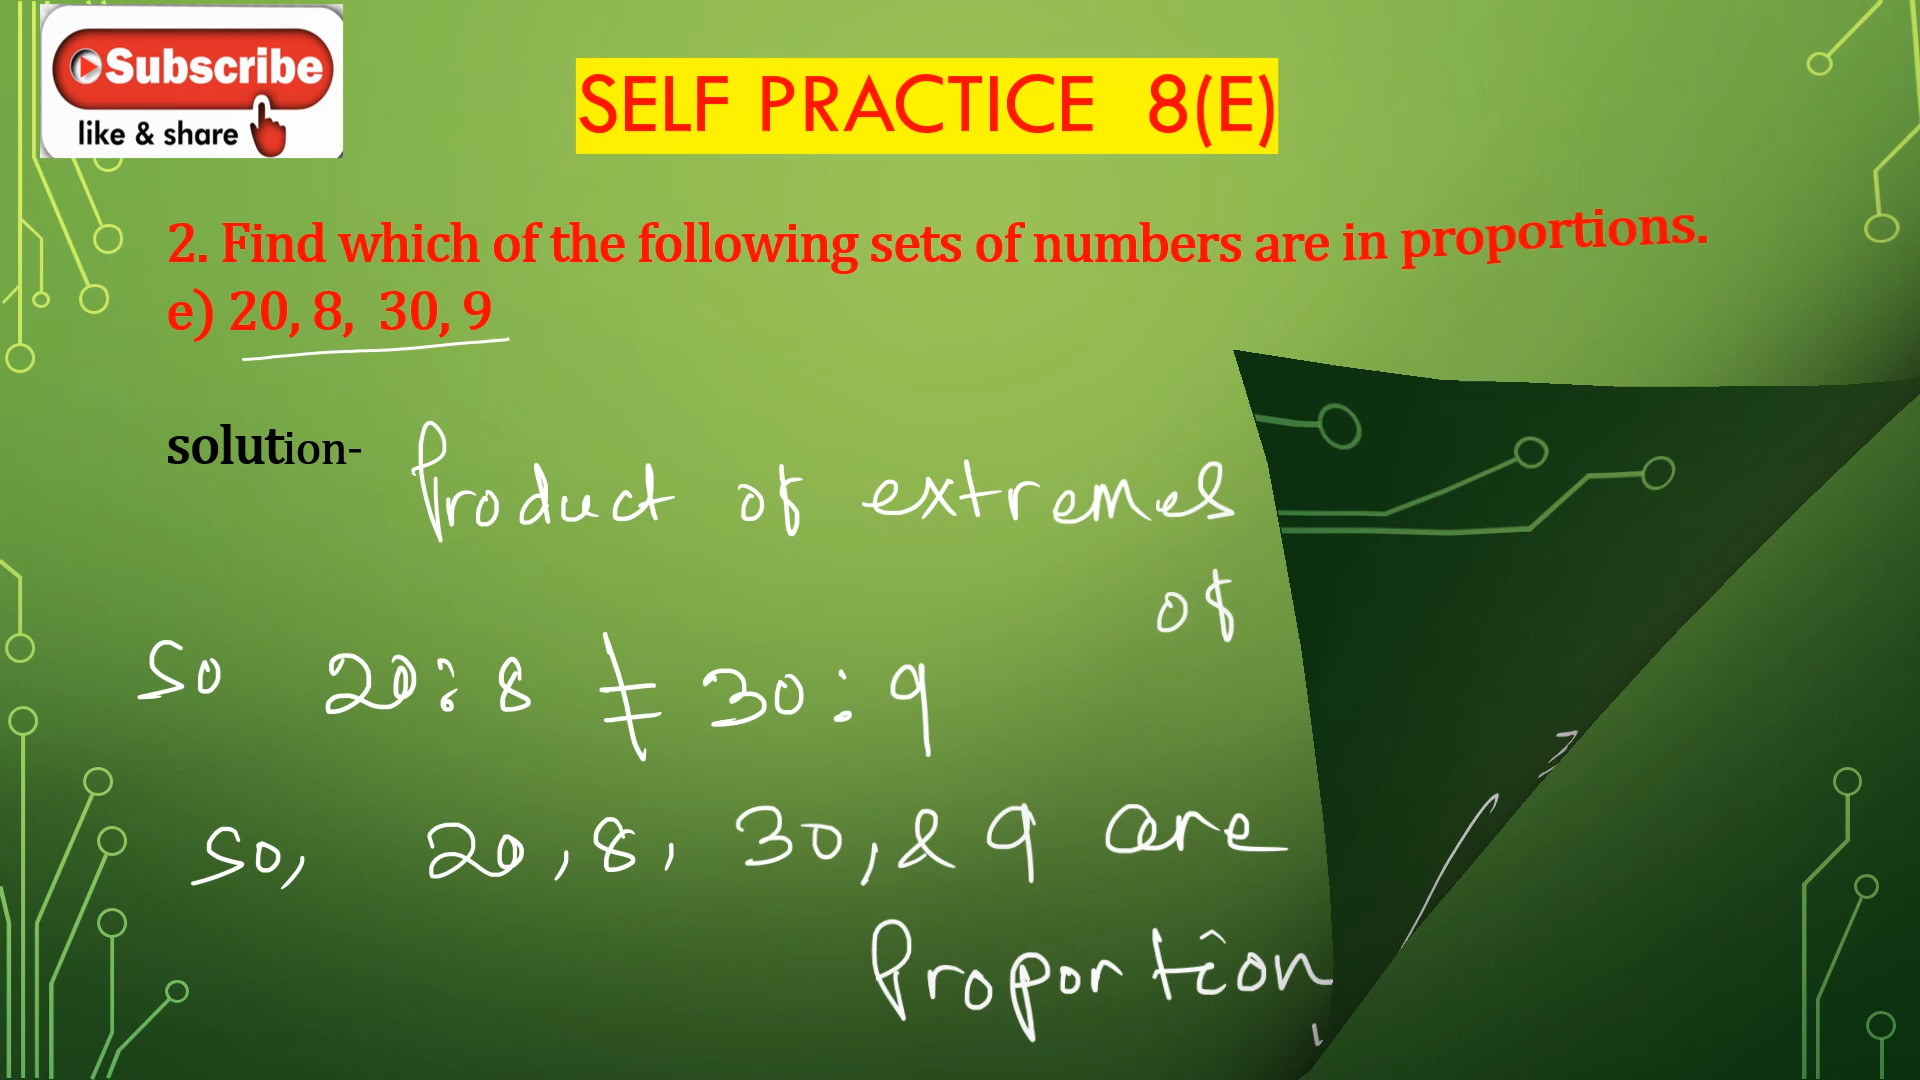 Subscribe
like & share
SELF PRACTICE 8(E)
2. Find which of the following sets of numbers are in proportions.
e) 20, 8, 30, 9
solution-
Product of extremes
of
So 20:8 ≠ 30:9
So, 20, 8, 30, & 9 are
Proportion